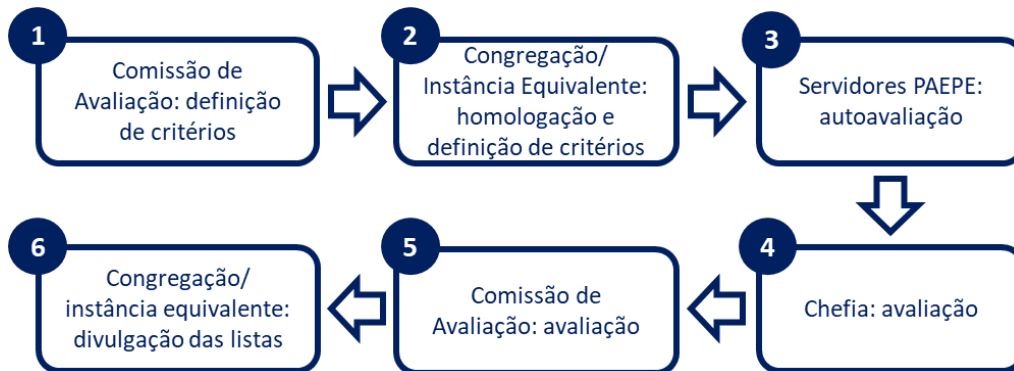 1
Comissão de
Avaliação: definição
de critérios
2
Congregação/
Instância Equivalente:
homologação e
definição de critérios
3
Servidores PAEPE:
autoavaliação
4
Chefia: avaliação
5
Comissão de
Avaliação: avaliação
6
Congregação/
instância equivalente:
divulgação das listas